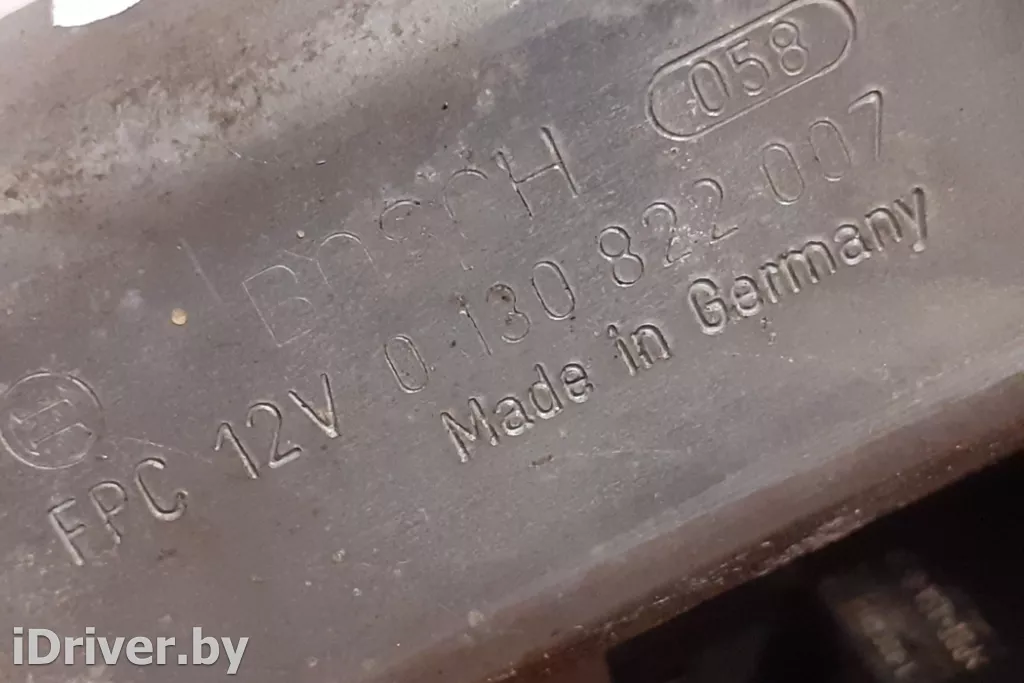 058
BOSCH
FPC 12V 0 130 822 007
Made in Germany
iDriver.by